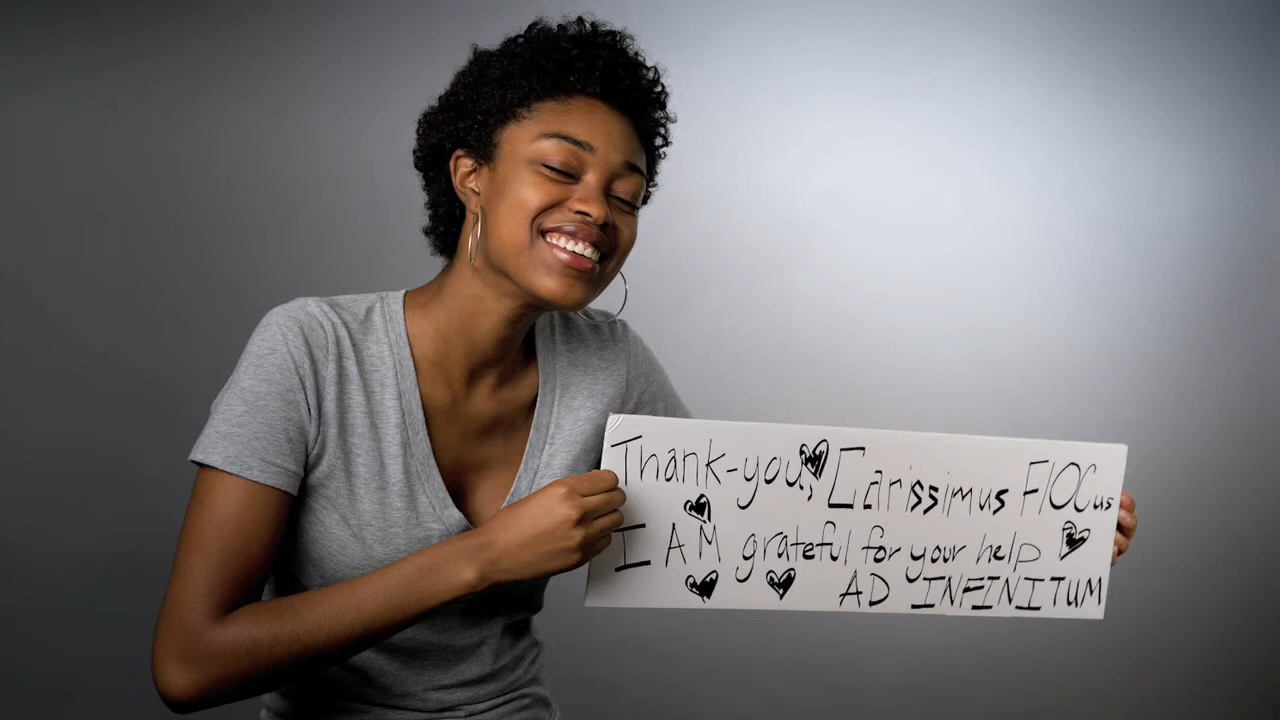 Thank-you, Carissimus FlOCus
I AM grateful for your help
AD INFINITUM